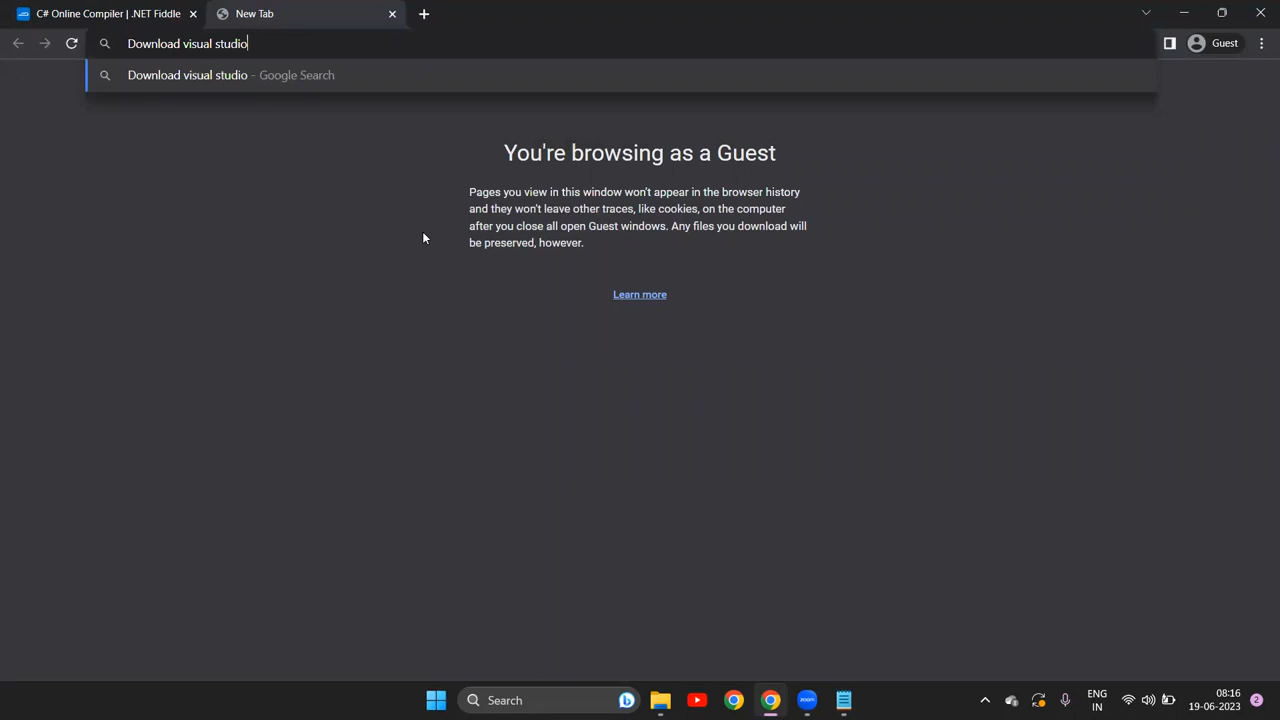 C# Online Compiler | .NET Fiddle
New Tab
Download visual studio
Guest
Download visual studio - Google Search
You're browsing as a Guest
Pages you view in this window won't appear in the browser history
and they won't leave other traces, like cookies, on the computer
after you close all open Guest windows. Any files you download will
be preserved, however.
Learn more
Search
zoom
ENG
IN
08:16
19-06-2023
2